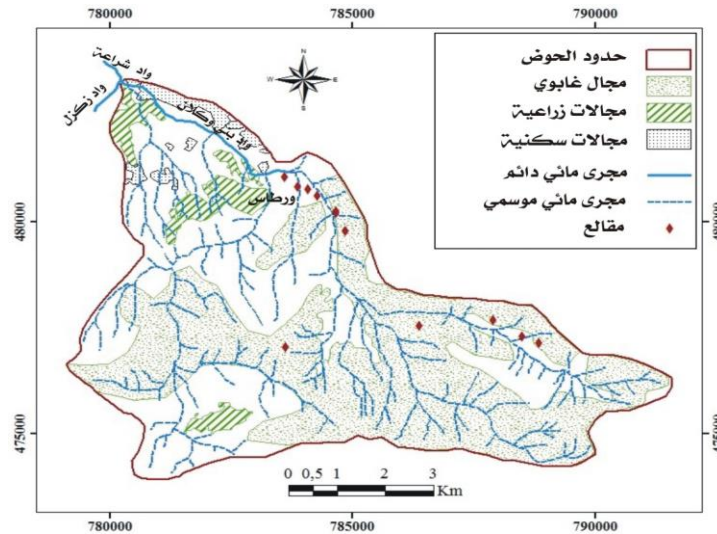 780000 785000 790000
واد شراعة
واد زكزل
واد بني وكلان
ورطاس
N
W E
S
حدود الحوض
مجال غابوي
مجالات زراعية
مجالات سكنية
مجرى مائي دائم
مجرى مائي موسمي
مقالع
480000 480000
475000 475000
0 0,5 1 2 3
Km
780000 785000 790000